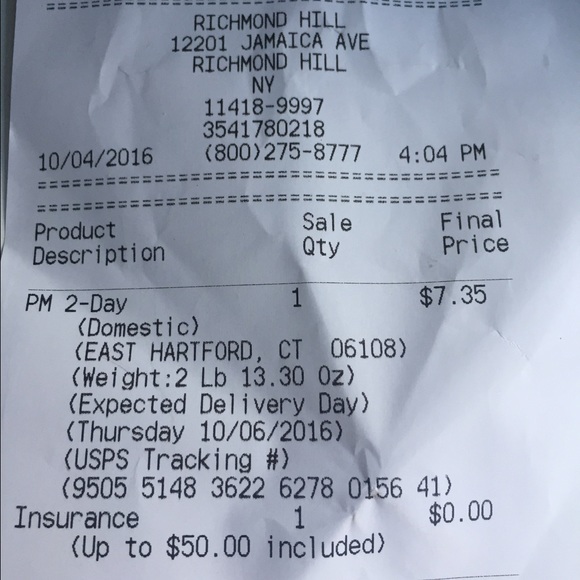 ==========================================
RICHMOND HILL
12201 JAMAICA AVE
RICHMOND HILL
NY
11418-9997
3541780218
10/04/2016 (800)275-8777 4:04 PM
==========================================
==========================================
Product Sale Final
Description Qty Price
PM 2-Day 1 $7.35
(Domestic)
(EAST HARTFORD, CT 06108)
(Weight:2 Lb 13.30 Oz)
(Expected Delivery Day)
(Thursday 10/06/2016)
(USPS Tracking #)
(9505 5148 3622 6278 0156 41)
Insurance 1 $0.00
(Up to $50.00 included)